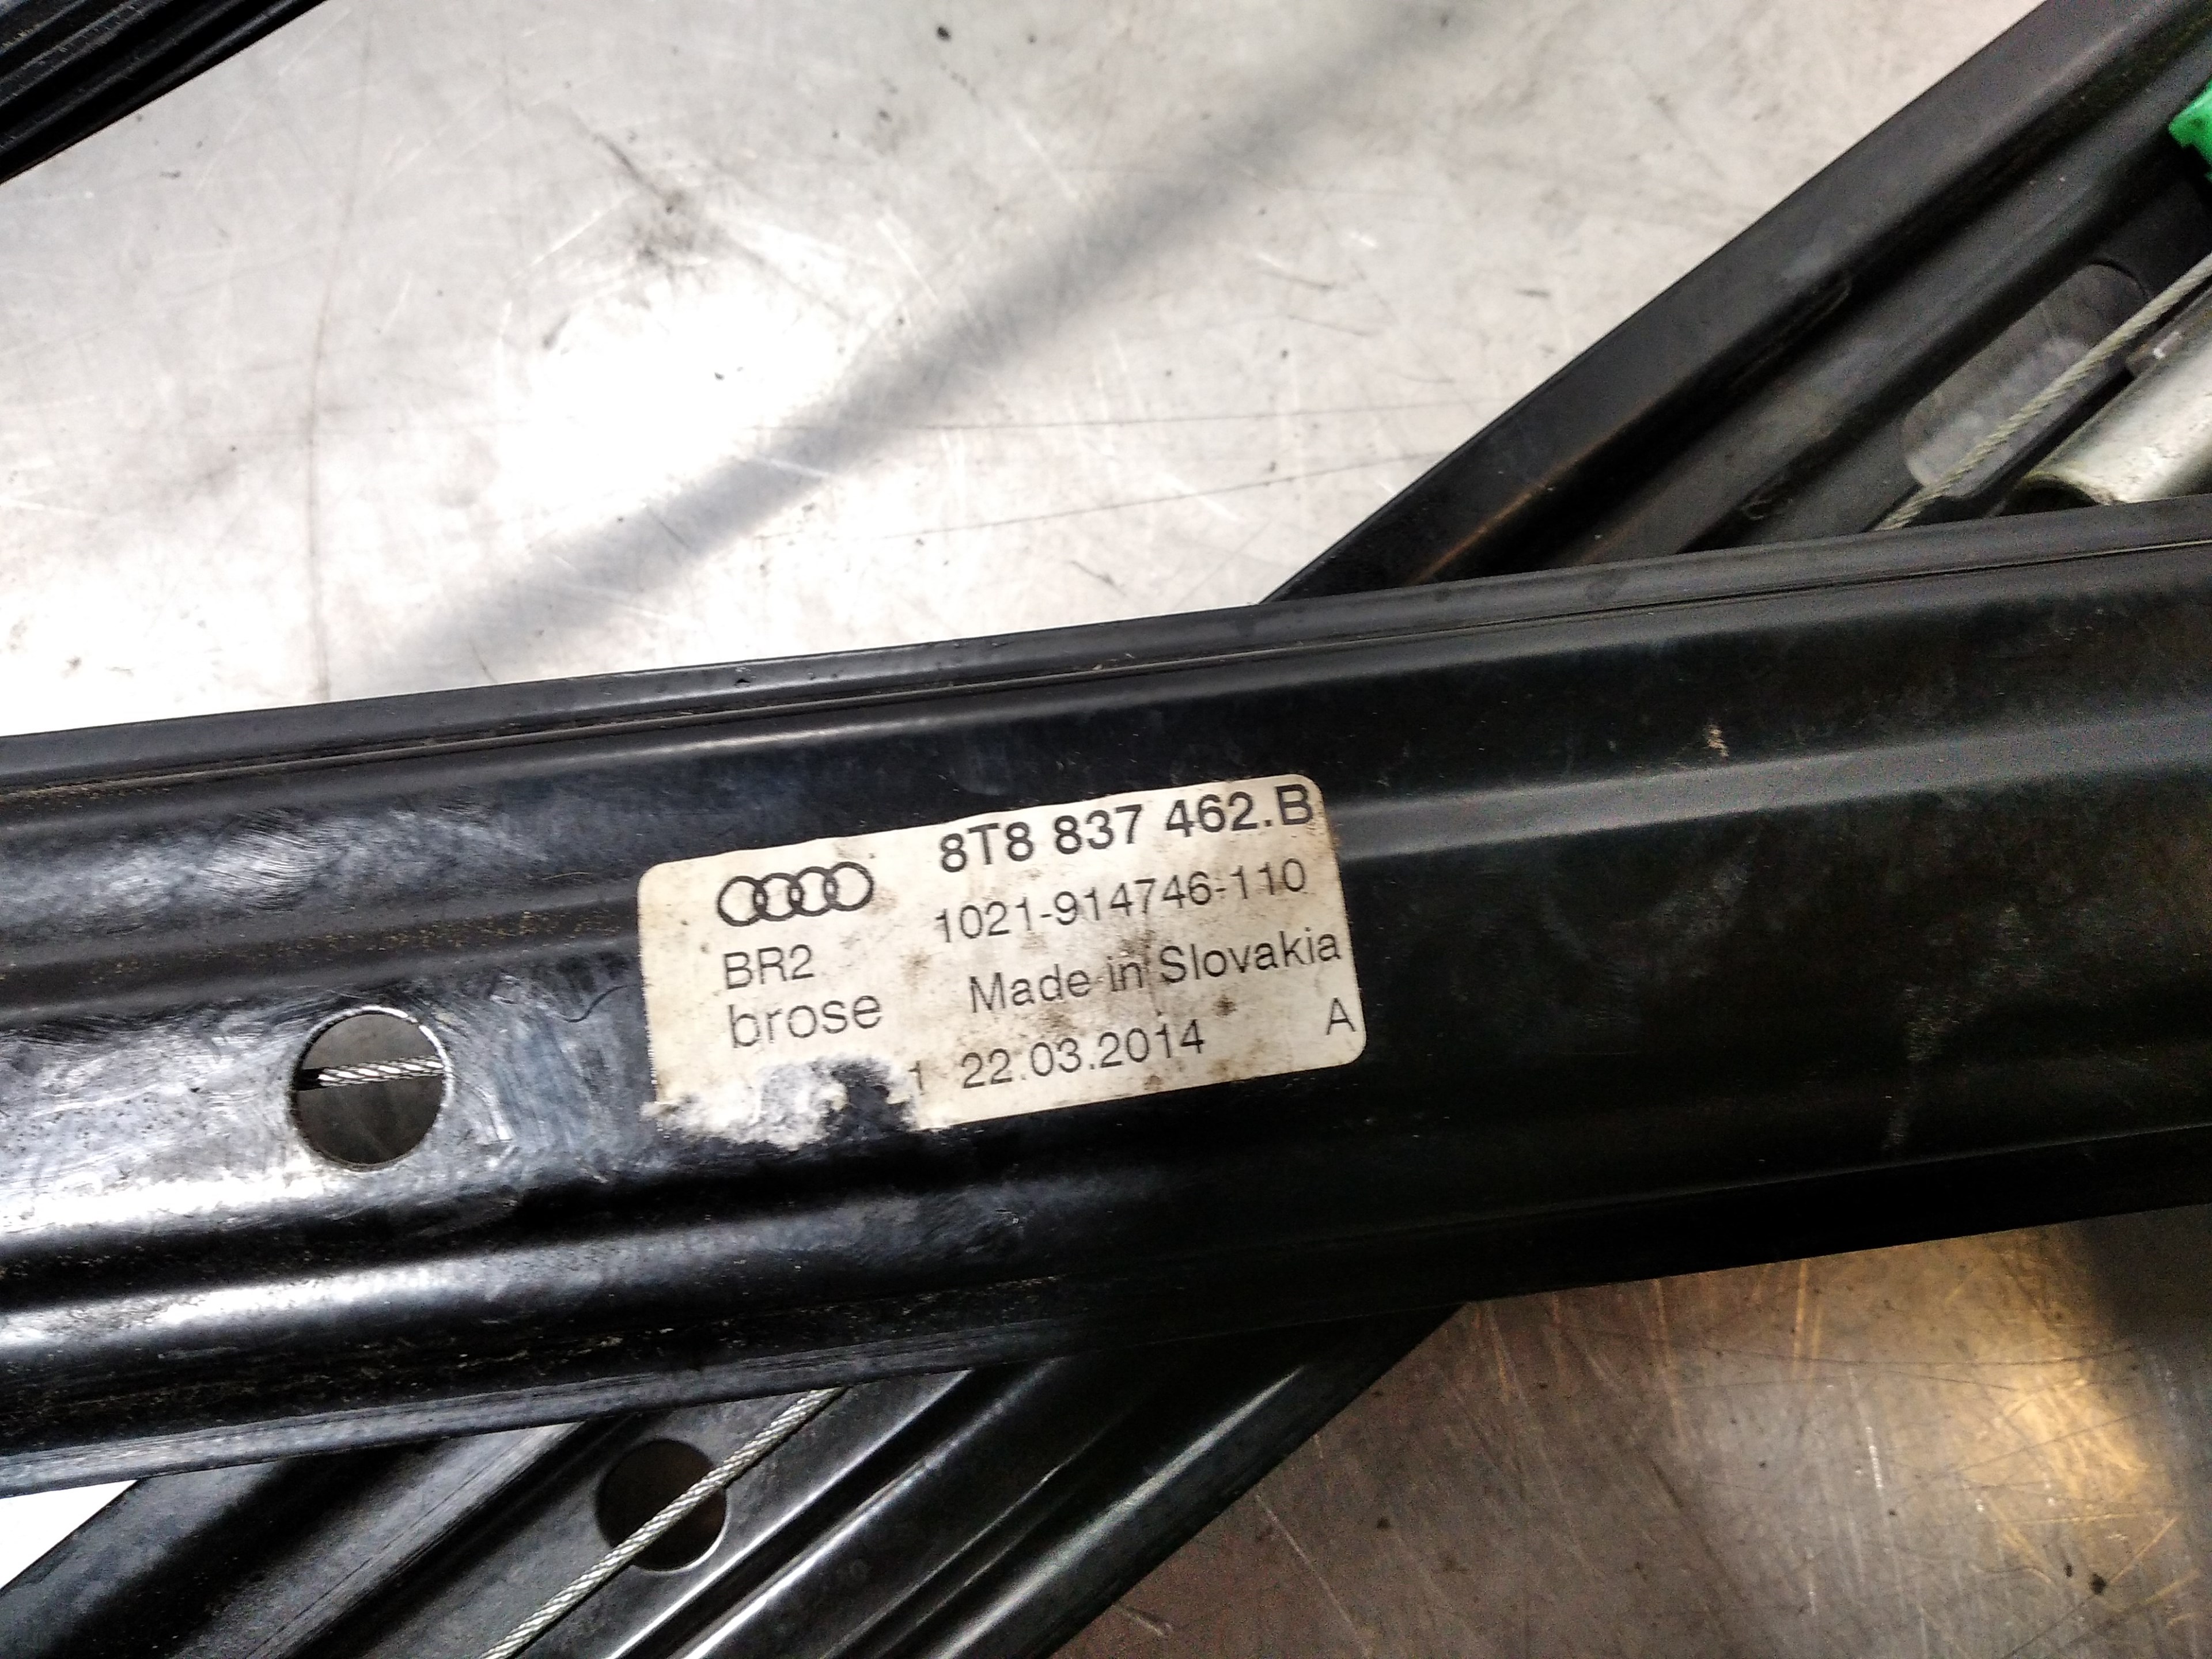 8T8 837 462.B
1021-914746-110
BR2
Made in Slovakia
brose
1 22.03.2014
A